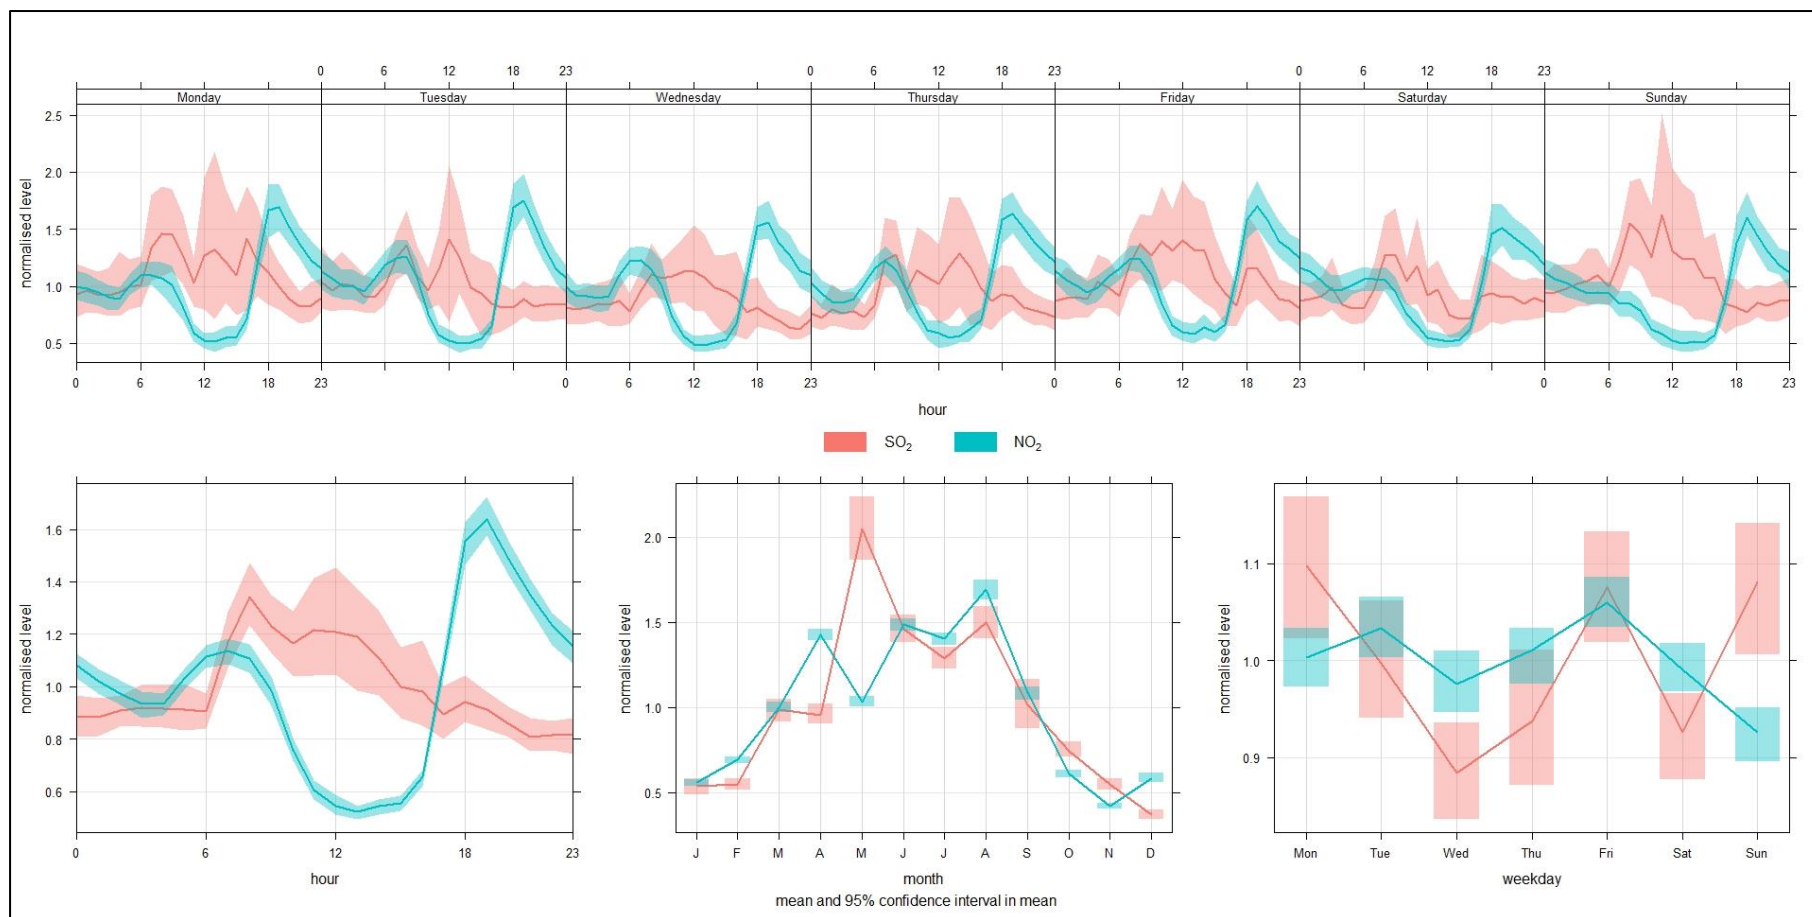 0 6 12 18 23 0 6 12 18 23 0 6 12 18 23
Monday Tuesday Wednesday Thursday Friday Saturday Sunday
2.5
2.0
1.5
1.0
0.5
normalised level
0 6 12 18 23 0 6 12 18 23 0 6 12 18 23 0 6 12 18 23
hour
SO₂ NO₂
1.6
1.4
1.2
1.0
0.8
0.6
normalised level
0 6 12 18 23
hour
2.0
1.5
1.0
0.5
normalised level
J F M A M J J A S O N D
month
mean and 95% confidence interval in mean
1.1
1.0
0.9
normalised level
Mon Tue Wed Thu Fri Sat Sun
weekday